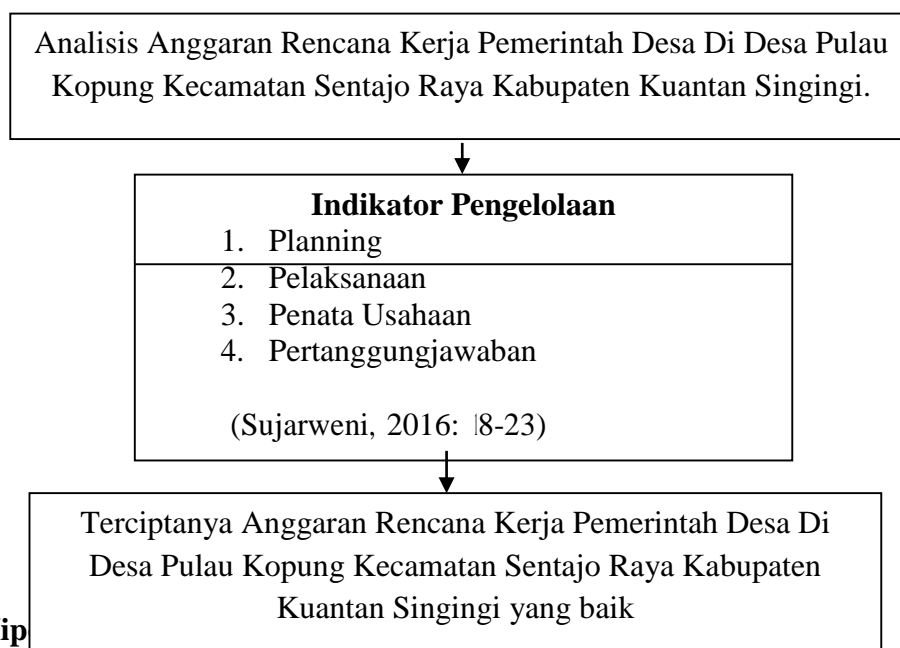 Analisis Anggaran Rencana Kerja Pemerintah Desa Di Desa Pulau
Kopung Kecamatan Sentajo Raya Kabupaten Kuantan Singingi.
Indikator Pengelolaan
1. Planning
2. Pelaksanaan
3. Penata Usahaan
4. Pertanggungjawaban
(Sujarweni, 2016: 8-23)
Terciptanya Anggaran Rencana Kerja Pemerintah Desa Di
Desa Pulau Kopung Kecamatan Sentajo Raya Kabupaten
Kuantan Singingi yang baik